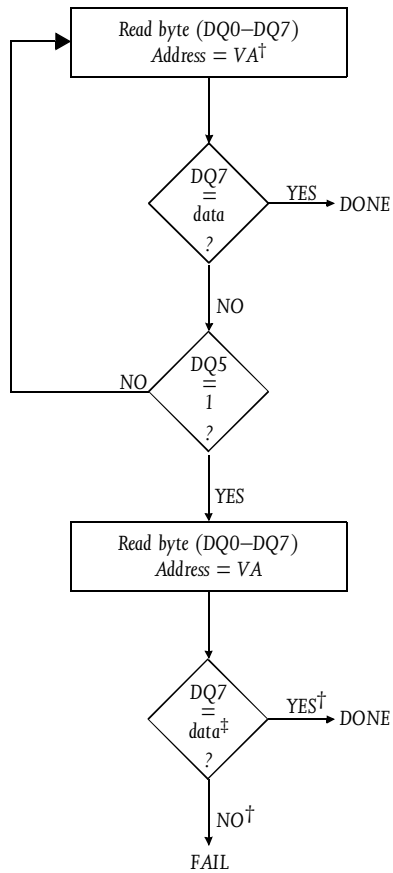 Read byte (DQ0–DQ7)
Address = VA†
DQ7
=
data
?
YES
DONE
NO
DQ5
=
1
?
NO
YES
Read byte (DQ0–DQ7)
Address = VA
DQ7
=
data‡
?
YES†
DONE
NO†
FAIL